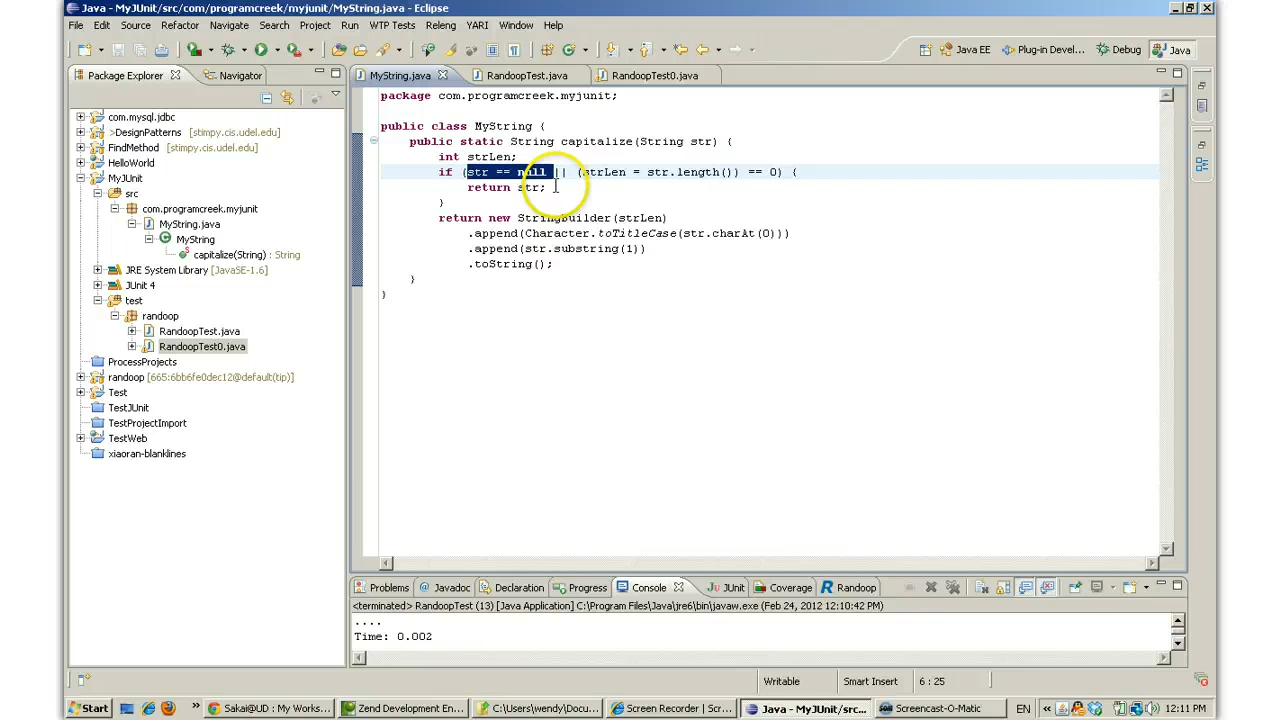 Java - MyJUnit/src/com/programcreek/myjunit/MyString.java - Eclipse
File Edit Source Refactor Navigate Search Project Run WTP Tests Releng YARI Window Help
Java EE Plug-in Devel... Debug Java
Package Explorer Navigator
MyString.java RandoopTest.java RandoopTest0.java
com.mysql.jdbc
>DesignPatterns stimpy.cis.udel.edu/
FindMethod stimpy.cis.udel.edu/
HelloWorld
MyJUnit
src
com.programcreek.myjunit
MyString.java
MyString
capitalize(String) : String
JRE System Library [JavaSE-1.6]
JUnit 4
test
randoop
RandoopTest.java
RandoopTest0.java
ProcessProjects
randoop [665:6bb6fe0dec12@default(tip)]
Test
TestJUnit
TestProjectImport
TestWeb
xiaoran-blanklines
package com.programcreek.myjunit;
public class MyString {
public static String capitalize(String str) {
int strLen;
if (str == null || (strLen = str.length()) == 0) {
return str;
}
return new StringBuilder(strLen)
.append(Character.toTitleCase(str.charAt(0)))
.append(str.substring(1))
.toString();
}
}
Problems Javadoc Declaration Progress Console JUnit Coverage Randoop
<terminated> RandoopTest (13) [Java Application] C:\Program Files\Java\jre6\bin\javaw.exe (Feb 24, 2012 12:10:42 PM)
....
Time: 0.002
Writable Smart Insert 6 : 25
Start Sakai@UD : My Works... Zend Development En... C:\Users\wendy\Docu... Screen Recorder | Scr... Java - MyJUnit/src... Screencast-O-Matic EN 12:11 PM